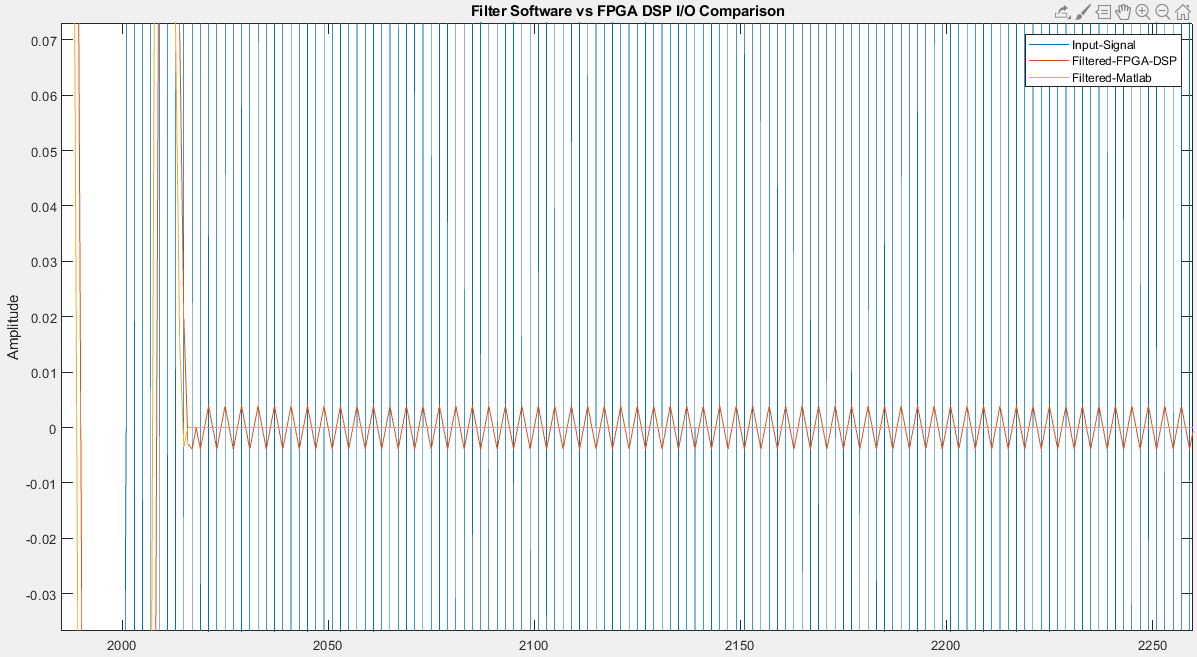 Filter Software vs FPGA DSP I/O Comparison
Input-Signal
Filtered-FPGA-DSP
Filtered-Matlab
Amplitude
0.07
0.06
0.05
0.04
0.03
0.02
0.01
0
-0.01
-0.02
-0.03
2000 2050 2100 2150 2200 2250